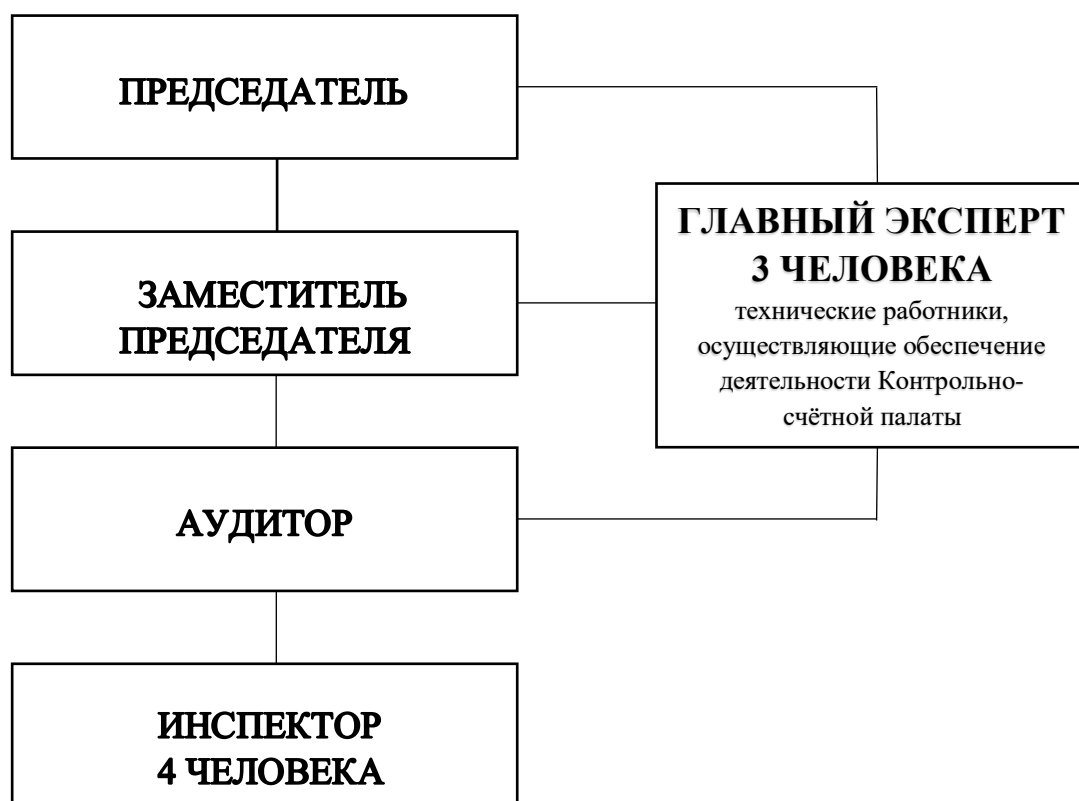 ПРЕДСЕДАТЕЛЬ
ГЛАВНЫЙ ЭКСПЕРТ
3 ЧЕЛОВЕКА
технические работники,
осуществляющие обеспечение
деятельности Контрольно-
счётной палаты
ЗАМЕСТИТЕЛЬ
ПРЕДСЕДАТЕЛЯ
АУДИТОР
ИНСПЕКТОР
4 ЧЕЛОВЕКА